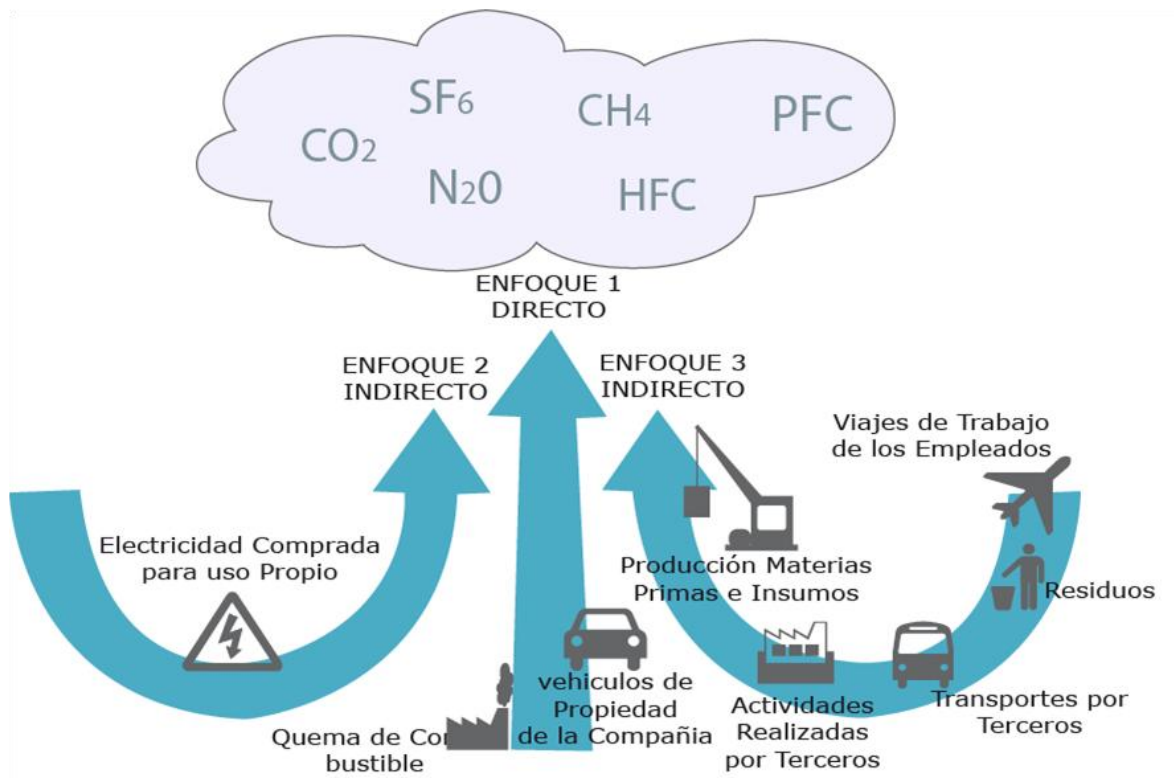 SF6
CH4
PFC
CO2
N20
HFC
ENFOQUE 1
DIRECTO
ENFOQUE 2
INDIRECTO
ENFOQUE 3
INDIRECTO
Viajes de Trabajo
de los Empleados
Electricidad Comprada
para uso Propio
Producción Materias
Primas e Insumos
Residuos
vehiculos de
Propiedad
de la Compañia
Quema de Com
bustible
Actividades
Realizadas
por Terceros
Transportes por
Terceros